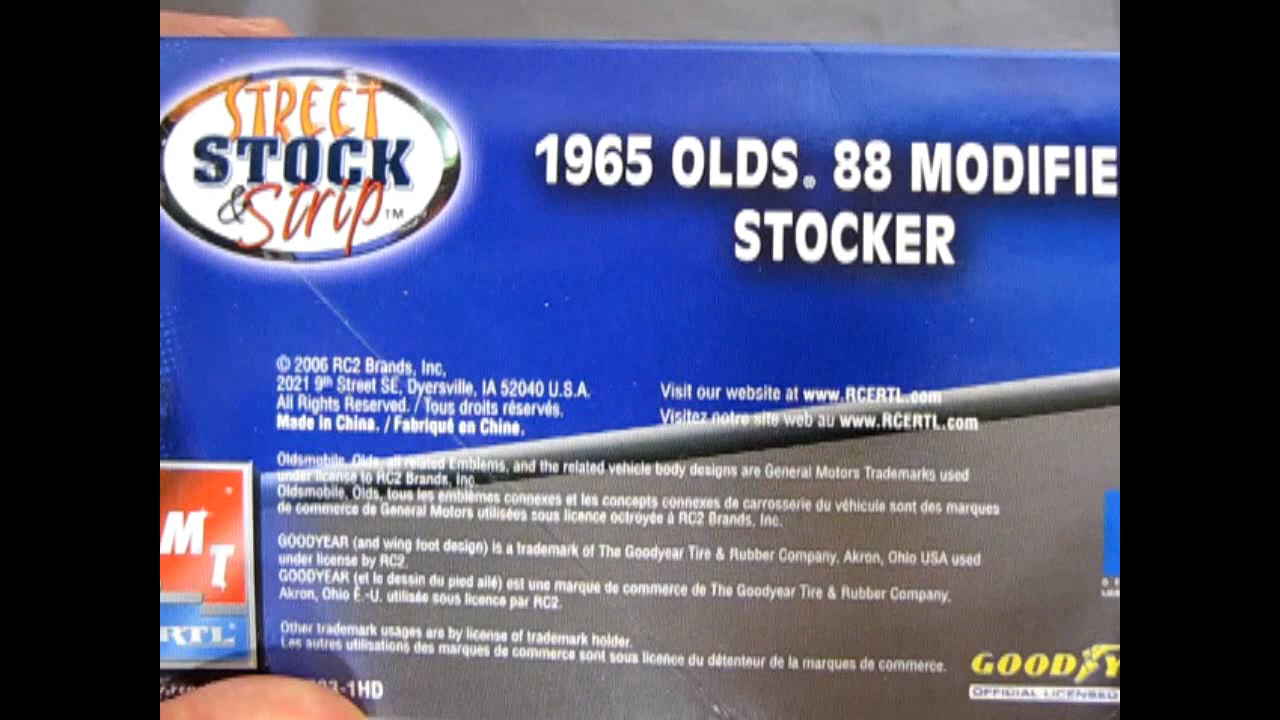 STREET
STOCK
& Strip™
1965 OLDS® 88 MODIFIE
STOCKER
© 2006 RC2 Brands, Inc.
2021 9th Street SE, Dyersville, IA 52040 U.S.A.
All Rights Reserved. / Tous droits réservés.
Made in China. / Fabriqué en Chine.
Visit our website at www.RCERTL.com
Visitez notre site web au www.RCERTL.com
Oldsmobile, Olds, all related Emblems, and the related vehicle body designs are General Motors Trademarks used
under license to RC2 Brands, Inc.
Oldsmobile, Olds, tous les emblèmes connexes et les concepts connexes de carrosserie du véhicule sont des marques
de commerce de General Motors utilisées sous licence octroyée à RC2 Brands, Inc.
GOODYEAR (and wing foot design) is a trademark of The Goodyear Tire & Rubber Company, Akron, Ohio USA used
under license by RC2.
GOODYEAR (et le dessin du pied ailé) est une marque de commerce de The Goodyear Tire & Rubber Company,
Akron, Ohio É.-U. utilisée sous licence par RC2.
Other trademark usages are by license of trademark holder.
Les autres utilisations des marques de commerce sont sous licence du détenteur de la marques de commerce.
MT
ERTL®
-1HD
GOODY
OFFICIAL LICENSED